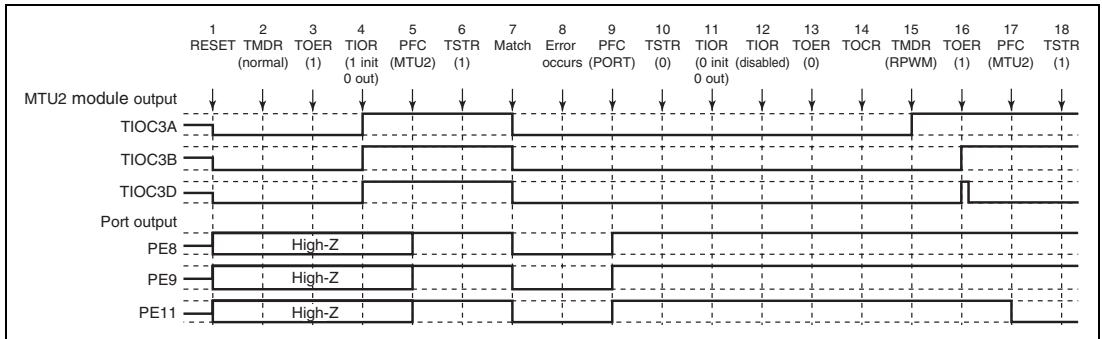 1 2 3 4 5 6 7 8 9 10 11 12 13 14 15 16 17 18
RESET TMDR TOER TIOR PFC TSTR Match Error PFC TSTR TIOR TIOR TOER TOCR TMDR TOER PFC TSTR
(normal) (1) (1 init (MTU2) (1) occurs (PORT) (0) (0 init (disabled) (0) (RPWM) (1) (MTU2) (1)
0 out) 0 out)
MTU2 module output
TIOC3A
TIOC3B
TIOC3D
Port output
PE8 High-Z
PE9 High-Z
PE11 High-Z